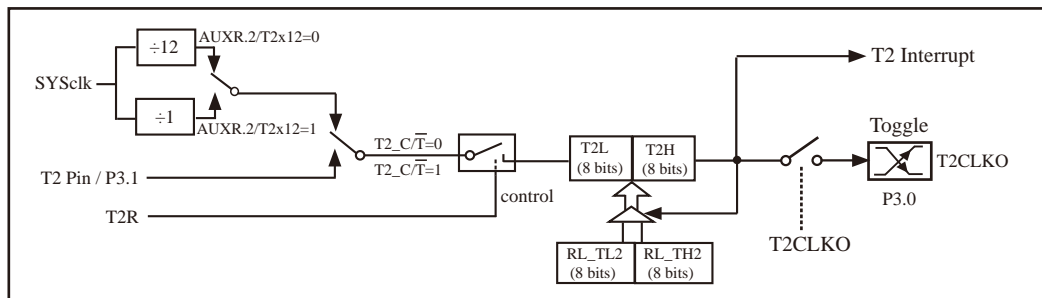 ÷12
AUXR.2/T2x12=0
SYSclk
÷1
AUXR.2/T2x12=1
T2 Pin / P3.1
T2R
T2_C/T̅=0
T2_C/T̅=1
control
T2L
(8 bits)
T2H
(8 bits)
RL_TL2
(8 bits)
RL_TH2
(8 bits)
T2 Interrupt
Toggle
T2CLKO
P3.0
T2CLKO